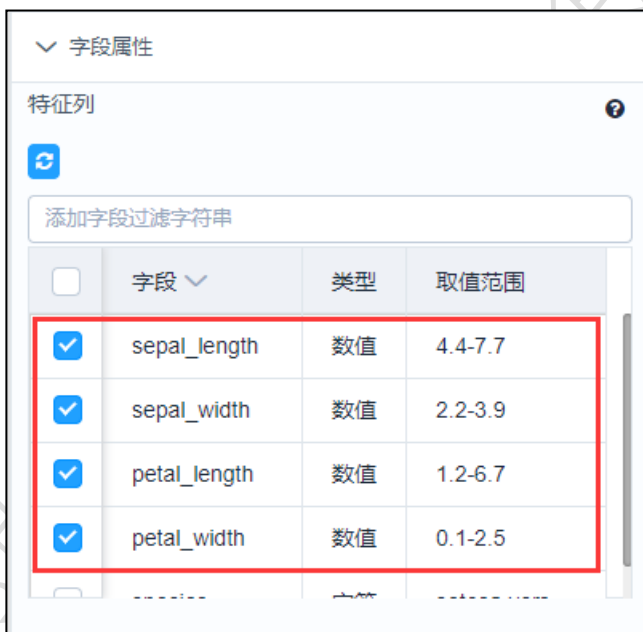 字段属性
特征列
添加字段过滤字符串
字段 类型 取值范围
sepal_length 数值 4.4-7.7
sepal_width 数值 2.2-3.9
petal_length 数值 1.2-6.7
petal_width 数值 0.1-2.5